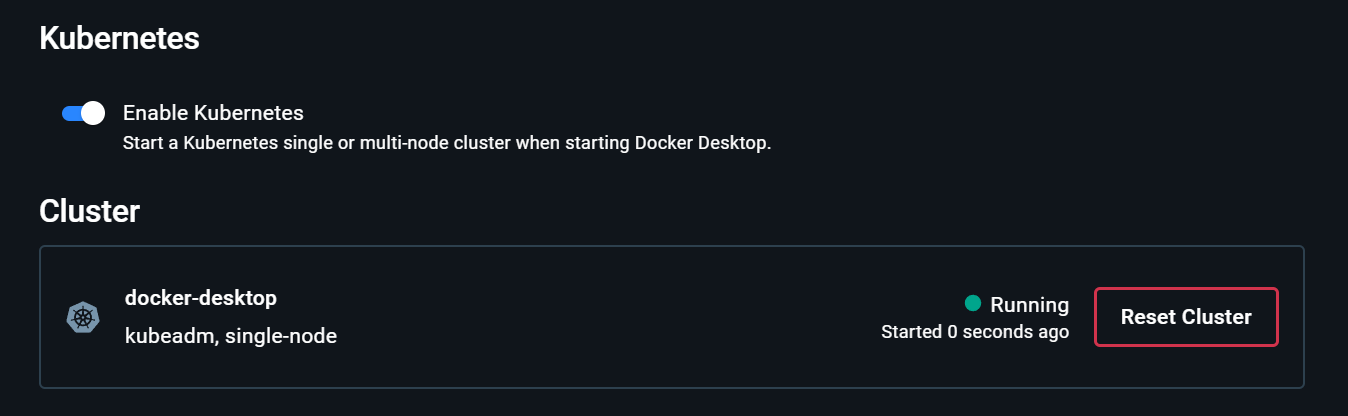 Kubernetes
Enable Kubernetes
Start a Kubernetes single or multi-node cluster when starting Docker Desktop.
Cluster
docker-desktop
kubeadm, single-node
Running
Started 0 seconds ago
Reset Cluster